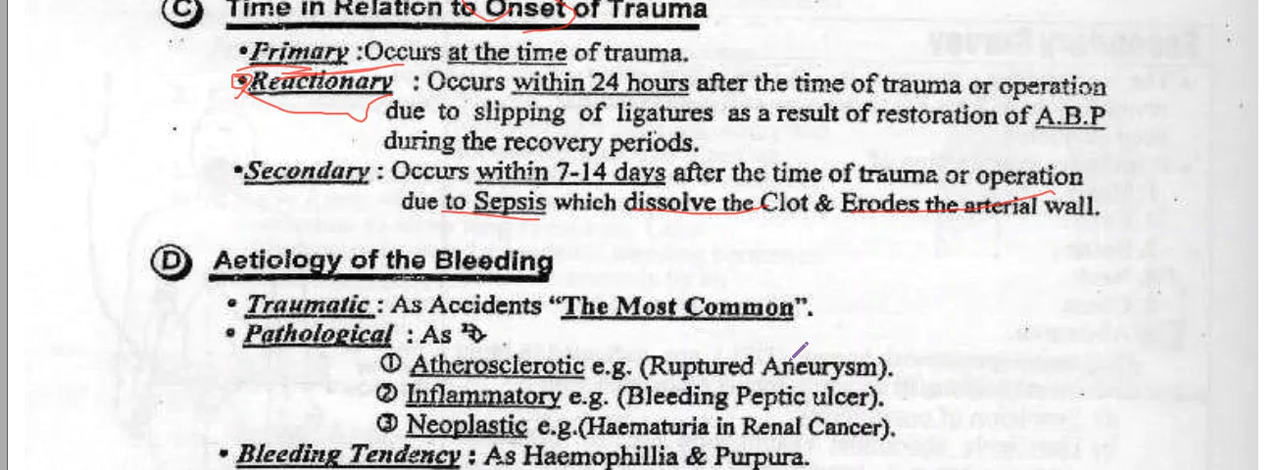 C Time in Relation to Onset of Trauma
•Primary :Occurs at the time of trauma.
•Reactionary : Occurs within 24 hours after the time of trauma or operation
due to slipping of ligatures as a result of restoration of A.B.P
during the recovery periods.
•Secondary : Occurs within 7-14 days after the time of trauma or operation
due to Sepsis which dissolve the Clot & Erodes the arterial wall.
D Aetiology of the Bleeding
• Traumatic : As Accidents “The Most Common”.
• Pathological : As
① Atherosclerotic e.g. (Ruptured Aneurysm).
② Inflammatory e.g. (Bleeding Peptic ulcer).
③ Neoplastic e.g.(Haematuria in Renal Cancer).
• Bleeding Tendency : As Haemophillia & Purpura.